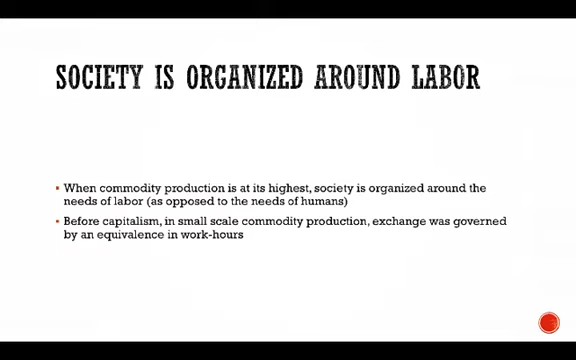 SOCIETY IS ORGANIZED AROUND LABOR
▪ When commodity production is at its highest, society is organized around the
needs of labor (as opposed to the needs of humans)
▪ Before capitalism, in small scale commodity production, exchange was governed
by an equivalence in work-hours